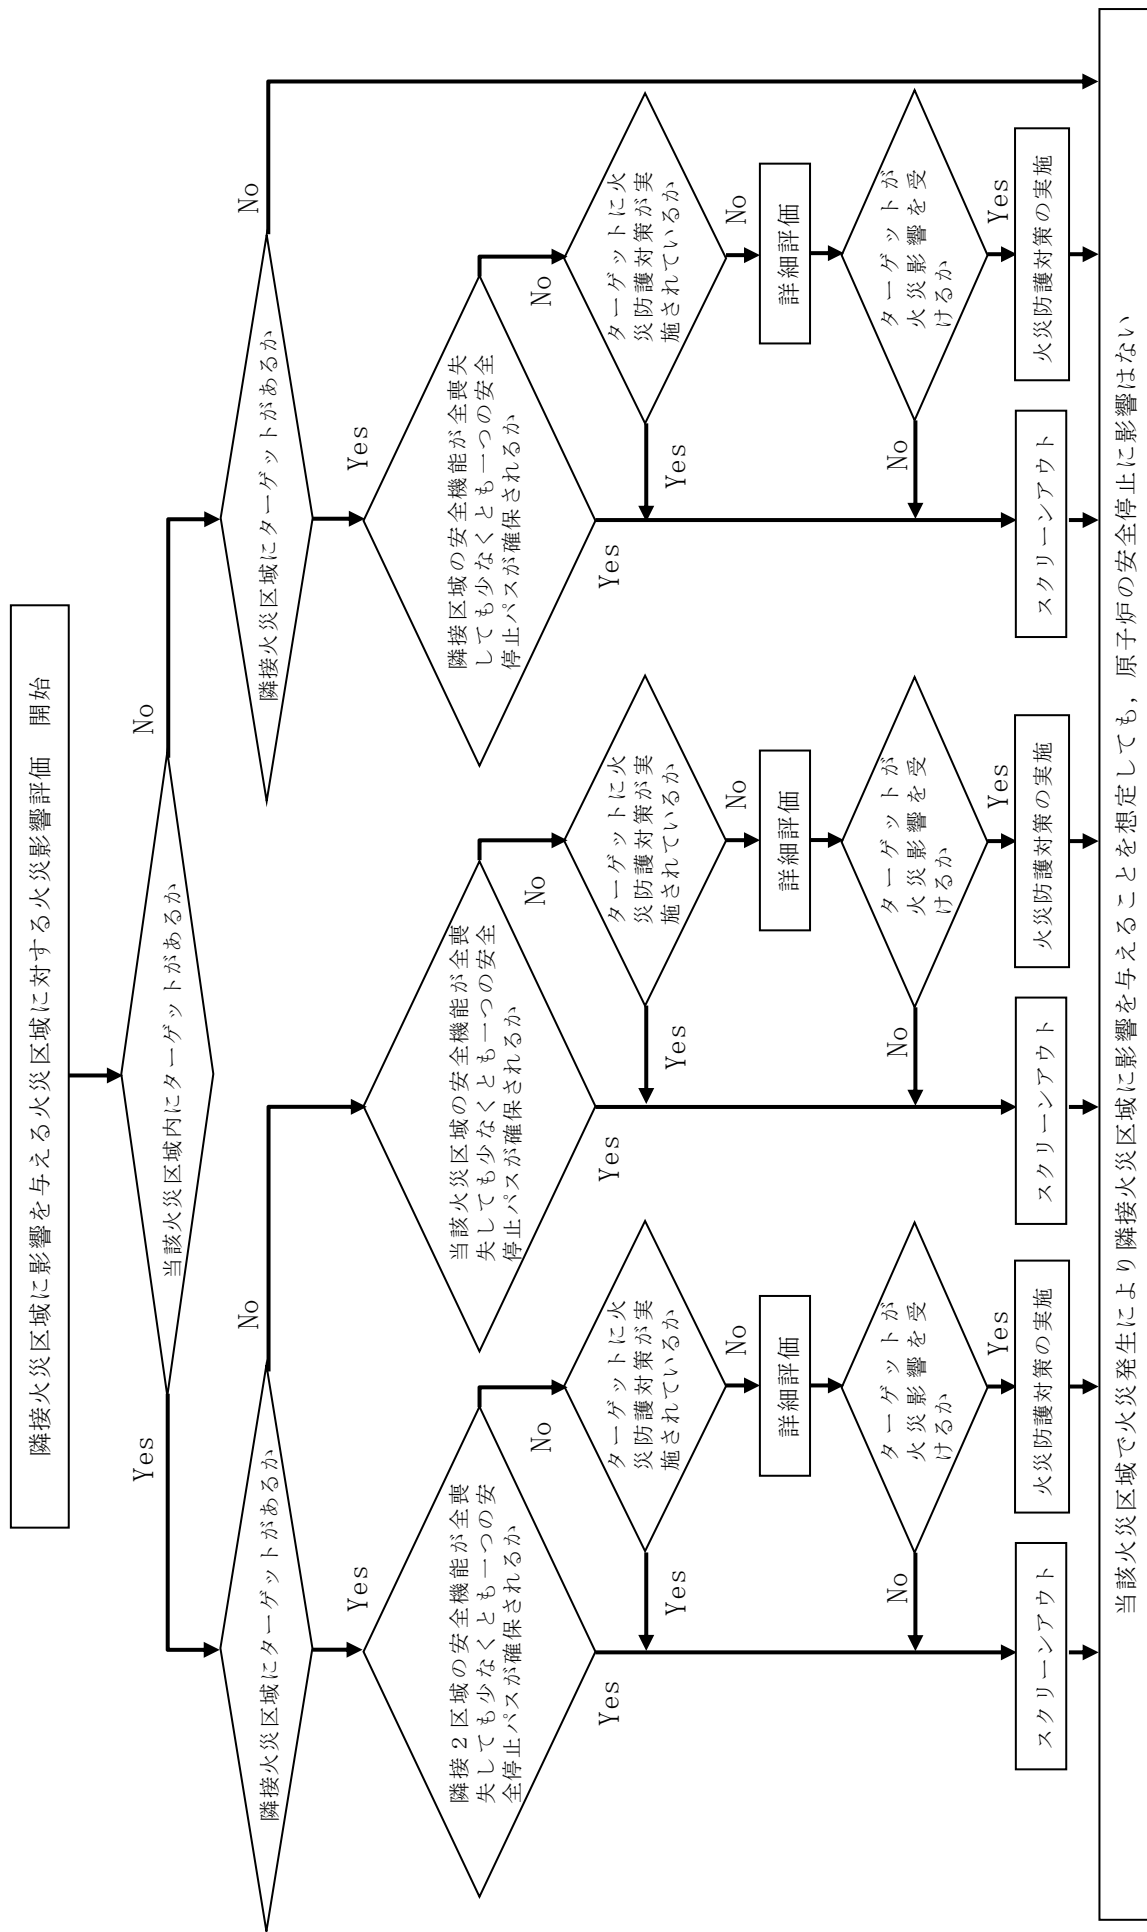 隣接火災区域に影響を与える火災区域に対する火災影響評価　開始
当該火災区域内にターゲットがあるか
Yes
No
隣接火災区域にターゲットがあるか
No
Yes
隣接火災区域にターゲットがあるか
No
Yes
隣接２区域の安全機能が全喪
失しても少なくとも一つの安
全停止パスが確保されるか
No
Yes
当該火災区域の安全機能が全喪
失しても少なくとも一つの安全
停止パスが確保されるか
No
Yes
隣接区域の安全機能が全喪失
しても少なくとも一つの安全
停止パスが確保されるか
No
Yes
ターゲットに火
災防護対策が実
施されているか
Yes
No
ターゲットに火
災防護対策が実
施されているか
Yes
No
ターゲットに火
災防護対策が実
施されているか
Yes
No
詳細評価
詳細評価
詳細評価
ターゲットが
火災影響を受
けるか
No
Yes
ターゲットが
火災影響を受
けるか
No
Yes
ターゲットが
火災影響を受
けるか
No
Yes
スクリーンアウト
火災防護対策の実施
スクリーンアウト
火災防護対策の実施
スクリーンアウト
火災防護対策の実施
当該火災区域で火災発生により隣接火災区域に影響を与えることを想定しても，原子炉の安全停止に影響はない